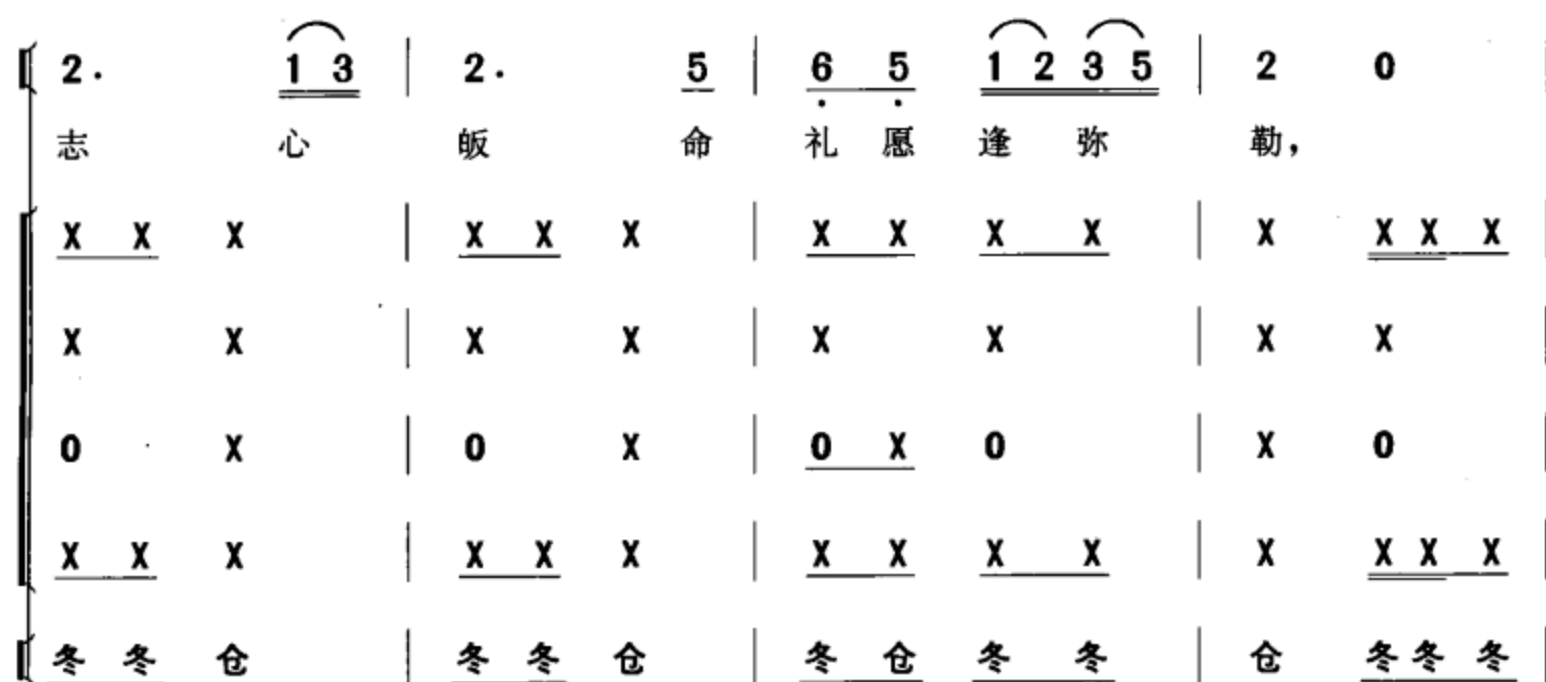 2. 1 3 | 2. 5 | 6 5 1 2 3 5 | 2 0
志 心 皈 命 礼 愿 逢 弥 勒，
X X X | X X X | X X X X | X X X X
X X | X X | X X | X X
0 X | 0 X | 0 X 0 | X 0
X X X | X X X | X X X X | X X X X
冬 冬 仓 | 冬 冬 仓 | 冬 仓 冬 冬 | 仓 冬 冬 冬